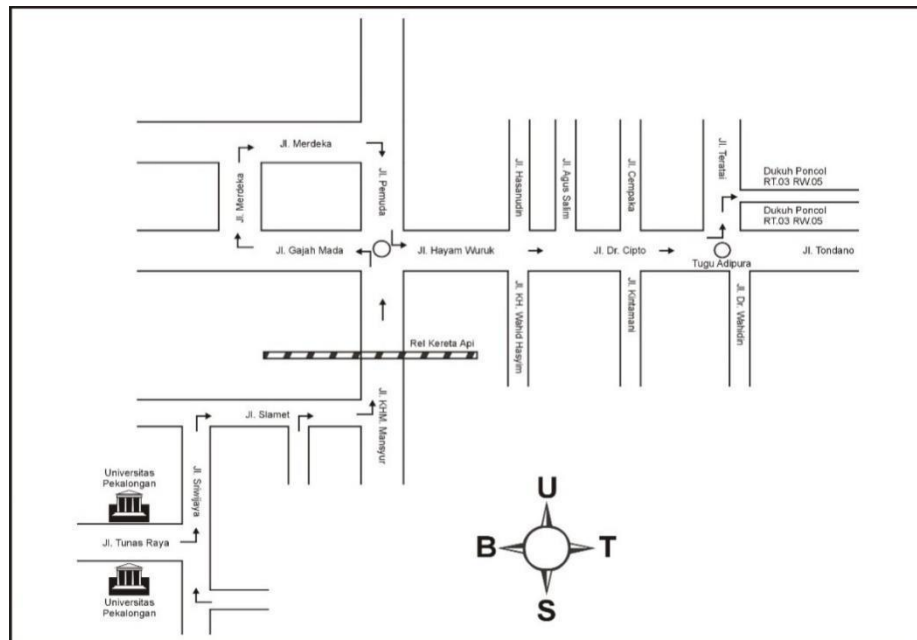 Jl. Merdeka
Jl. Merdeka
Jl. Pemuda
Jl. Gajah Mada
Jl. Hayam Wuruk
Jl. Hasanudin
Jl. Agus Salim
Jl. Cempaka
Jl. Teratai
Dukuh Poncol
RT.03 RW.05
Dukuh Poncol
RT.03 RW.05
Jl. Dr. Cipto
Tugu Adipura
Jl. Tondano
Jl. KH. Wahid Hasyim
Jl. Kintamani
Jl. Dr. Wahidin
Rel Kereta Api
Jl. Slamet
Jl. KHM. Mansyur
Jl. Sriwijaya
Universitas
Pekalongan
Jl. Tunas Raya
Universitas
Pekalongan
U
B
T
S